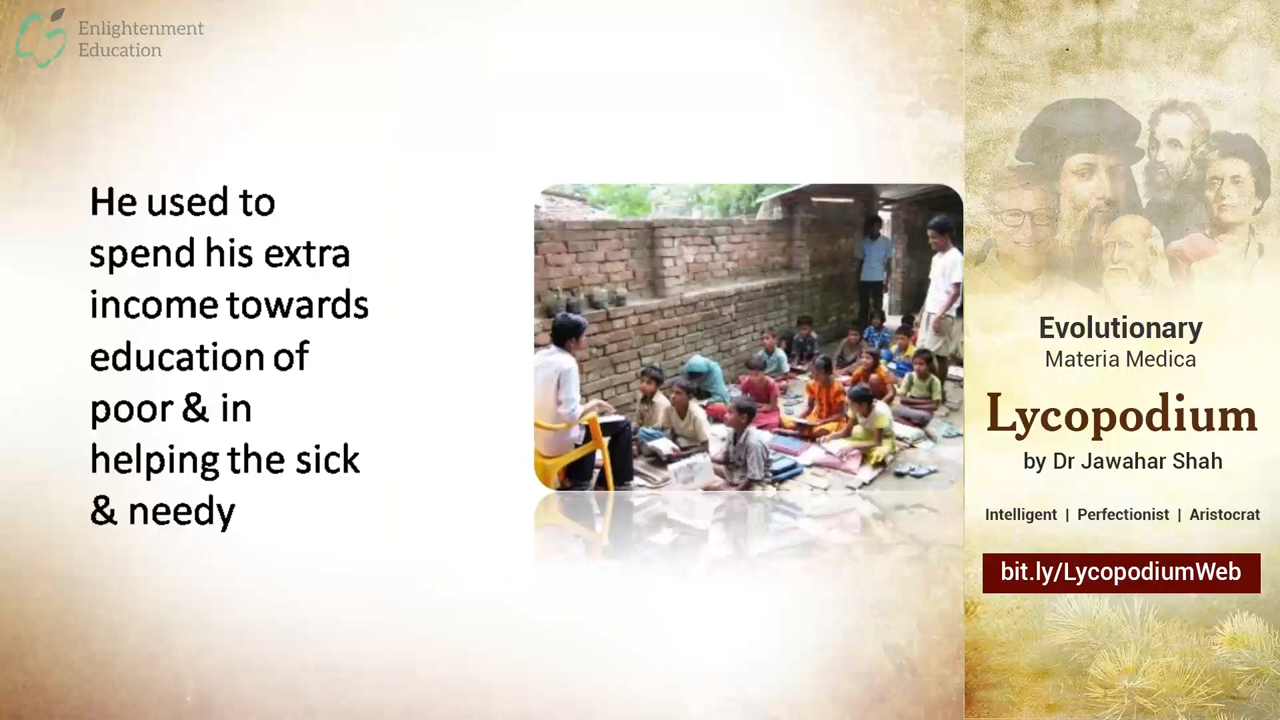 Enlightenment
Education
He used to
spend his extra
income towards
education of
poor & in
helping the sick
& needy
Evolutionary
Materia Medica
Lycopodium
by Dr Jawahar Shah
Intelligent | Perfectionist | Aristocrat
bit.ly/LycopodiumWeb